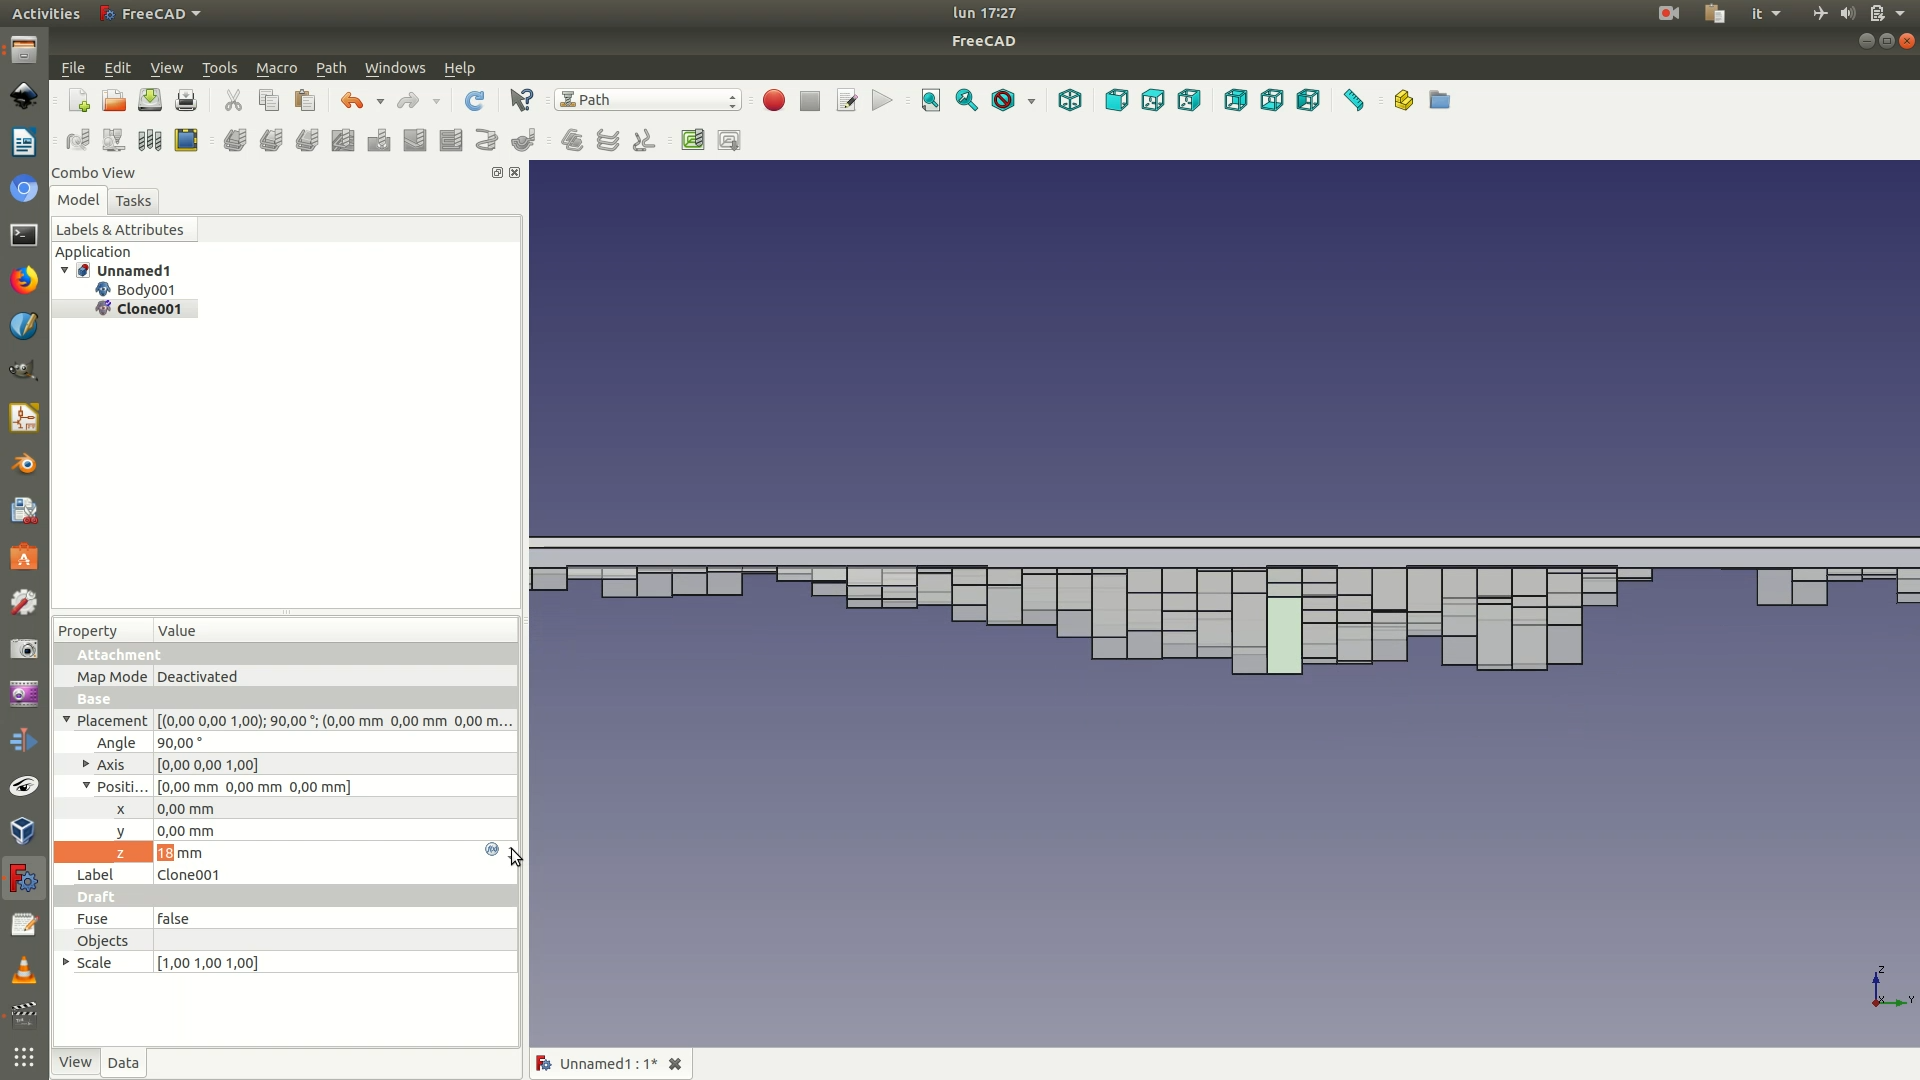 Activities FreeCAD lun 17:27 it
FreeCAD
File Edit View Tools Macro Path Windows Help
Path
Combo View
Model Tasks
Labels & Attributes
Application
Unnamed1
Body001
Clone001
Property Value
Attachment
Map Mode Deactivated
Base
Placement [(0,00 0,00 1,00); 90,00 °; (0,00 mm 0,00 mm 0,00 m...
Angle 90,00 °
Axis [0,00 0,00 1,00]
Positi... [0,00 mm 0,00 mm 0,00 mm]
x 0,00 mm
y 0,00 mm
z 18 mm
Label Clone001
Draft
Fuse false
Objects
Scale [1,00 1,00 1,00]
Z
X Y
View Data
Unnamed1 : 1*